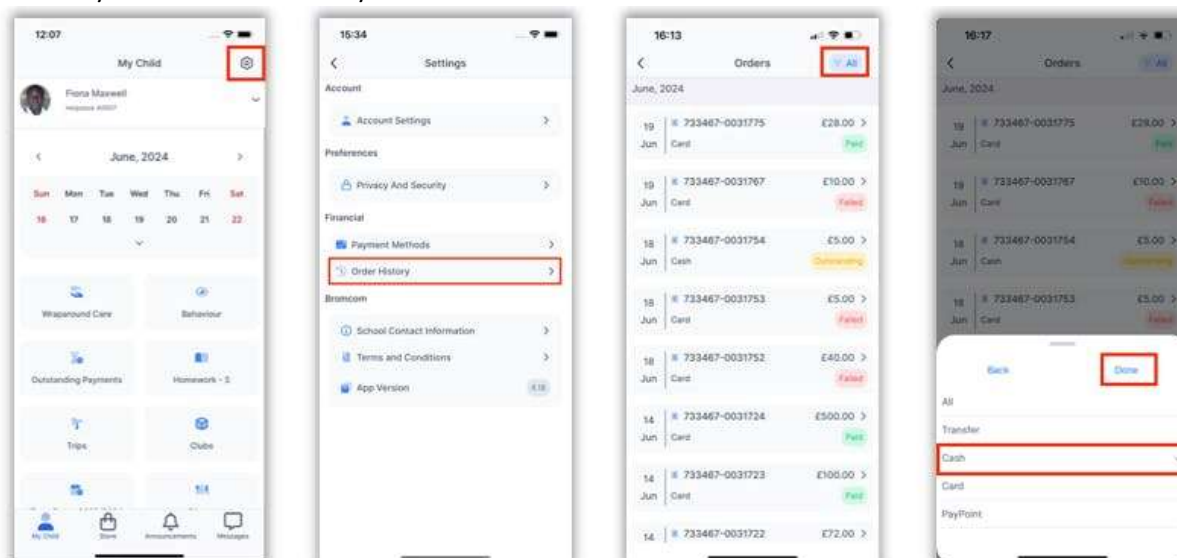 12:07
My Child
Fiona Maxwell
June, 2024
Sun Mon Tue Wed Thu Fri Sat
16 17 18 19 20 21 22
Wraparound Care
Behaviour
Outstanding Payments
Homework - S
Trips
Clubs
My Child
Store
Announcements
Messages
15:34
Settings
Account
Account Settings
Preferences
Privacy And Security
Financial
Payment Methods
Order History
Bromcom
School Contact Information
Terms and Conditions
App Version
16:13
Orders
All
June, 2024
19 733467-0031775 £28.00
Jun Card Paid
19 733467-0031767 £10.00
Jun Card Failed
18 733467-0031754 £5.00
Jun Cash Outstanding
18 733467-0031753 £5.00
Jun Card Failed
18 733467-0031752 £40.00
Jun Card Failed
14 733467-0031724 £500.00
Jun Card Paid
14 733467-0031723 £100.00
Jun Card Paid
14 733467-0031722 £72.00
16:17
Orders
All
June, 2024
19 733467-0031775 £28.00
Jun Card Paid
19 733467-0031767 £10.00
Jun Card Failed
18 733467-0031754 £5.00
Jun Cash Outstanding
18 733467-0031753 £5.00
Jun Card Failed
Back
Done
All
Transfer
Cash
Card
PayPoint